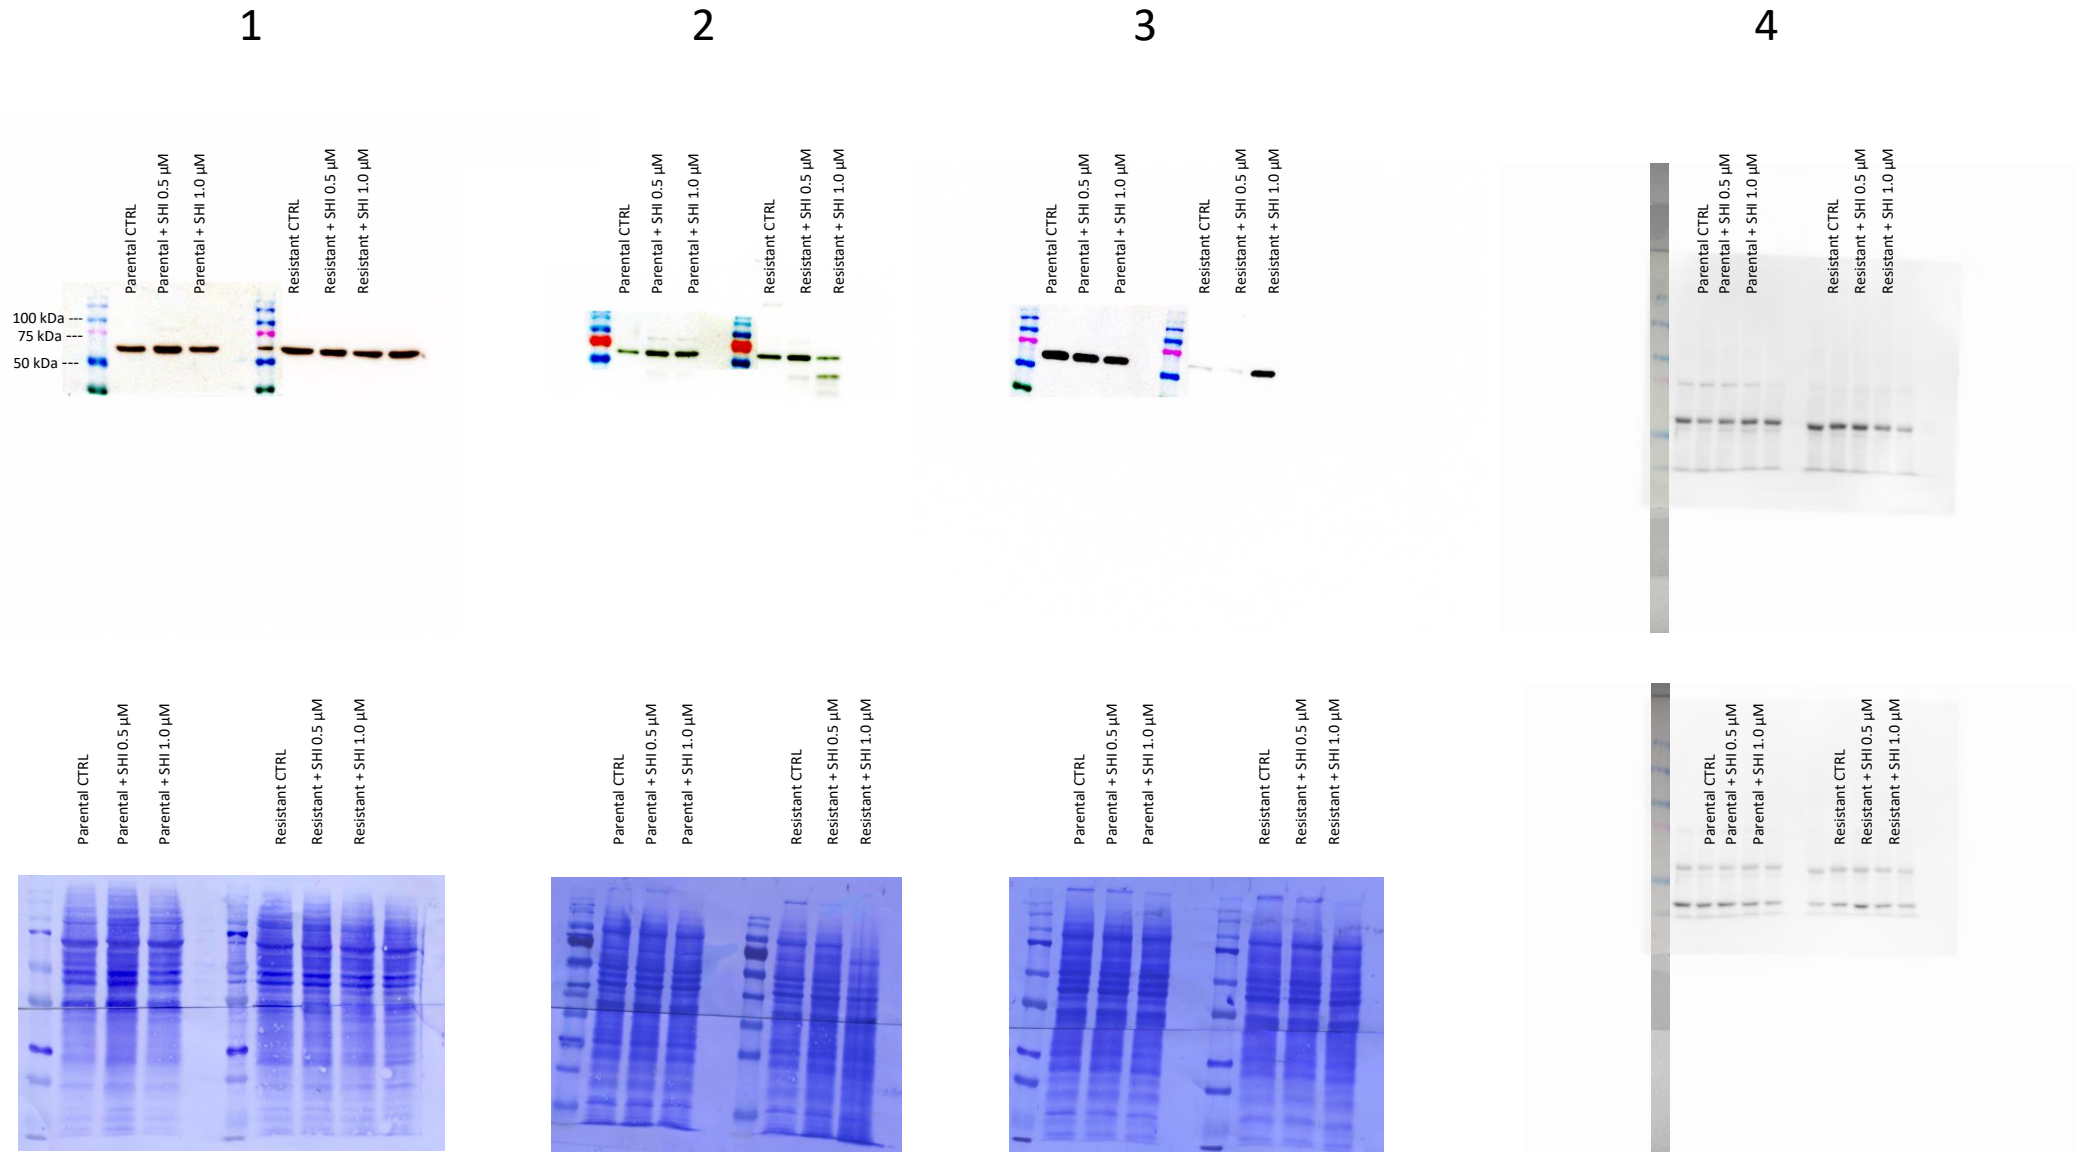 1
2
3
4
Parental CTRL
Parental + SHI 0.5 µM
Parental + SHI 1.0 µM
Resistant CTRL
Resistant + SHI 0.5 µM
Resistant + SHI 1.0 µM
100 kDa ---
75 kDa ---
50 kDa ---
Parental CTRL
Parental + SHI 0.5 µM
Parental + SHI 1.0 µM
Resistant CTRL
Resistant + SHI 0.5 µM
Resistant + SHI 1.0 µM
Parental CTRL
Parental + SHI 0.5 µM
Parental + SHI 1.0 µM
Resistant CTRL
Resistant + SHI 0.5 µM
Resistant + SHI 1.0 µM
Parental CTRL
Parental + SHI 0.5 µM
Parental + SHI 1.0 µM
Resistant CTRL
Resistant + SHI 0.5 µM
Resistant + SHI 1.0 µM
Parental CTRL
Parental + SHI 0.5 µM
Parental + SHI 1.0 µM
Resistant CTRL
Resistant + SHI 0.5 µM
Resistant + SHI 1.0 µM
Parental CTRL
Parental + SHI 0.5 µM
Parental + SHI 1.0 µM
Resistant CTRL
Resistant + SHI 0.5 µM
Resistant + SHI 1.0 µM
Parental CTRL
Parental + SHI 0.5 µM
Parental + SHI 1.0 µM
Resistant CTRL
Resistant + SHI 0.5 µM
Resistant + SHI 1.0 µM
Parental CTRL
Parental + SHI 0.5 µM
Parental + SHI 1.0 µM
Resistant CTRL
Resistant + SHI 0.5 µM
Resistant + SHI 1.0 µM